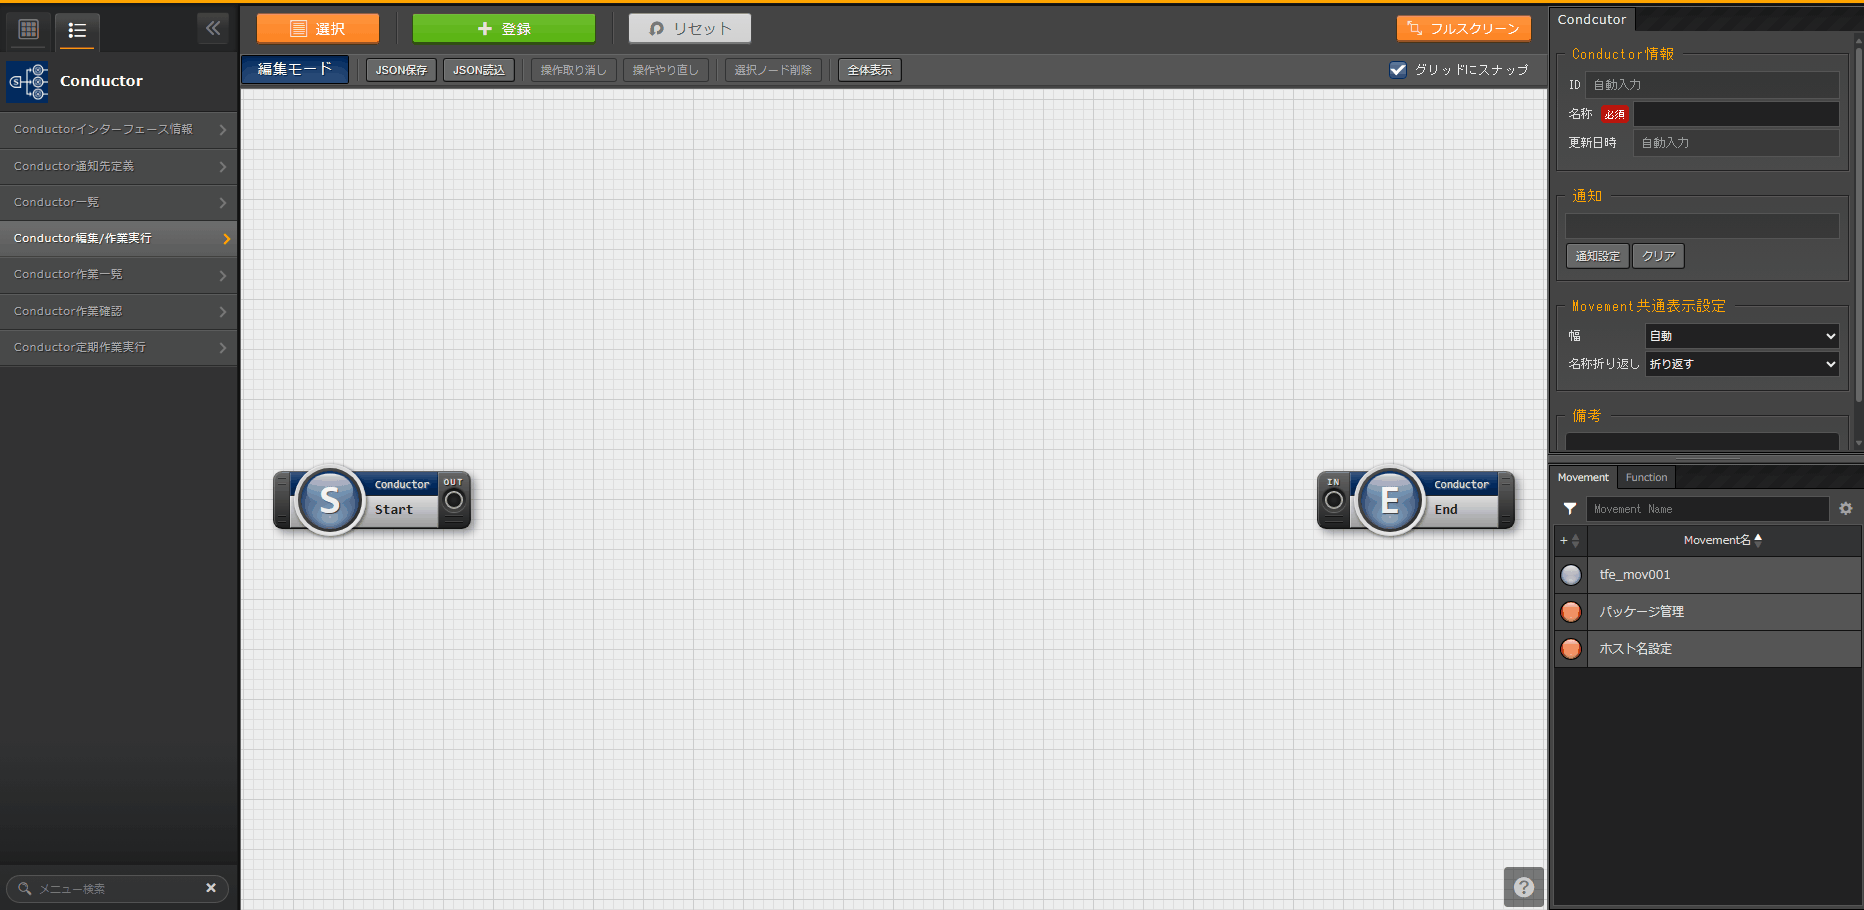 Conductor
Conductorインターフェース情報
Conductor通知先定義
Conductor一覧
Conductor編集/作業実行
Conductor作業一覧
Conductor作業確認
Conductor定期作業実行
メニュー検索
選択
登録
リセット
フルスクリーン
編集モード
JSON保存
JSON読込
操作取り消し
操作やり直し
選択ノード削除
全体表示
グリッドにスナップ
S
Conductor
Start
OUT
IN
E
Conductor
End
Condcutor
Conductor情報
ID 自動入力
名称 必須
更新日時 自動入力
通知
通知設定 クリア
Movement共通表示設定
幅 自動
名称折り返し 折り返す
備考
Movement Function
Movement Name
+ Movement名
tfe_mov001
パッケージ管理
ホスト名設定
?